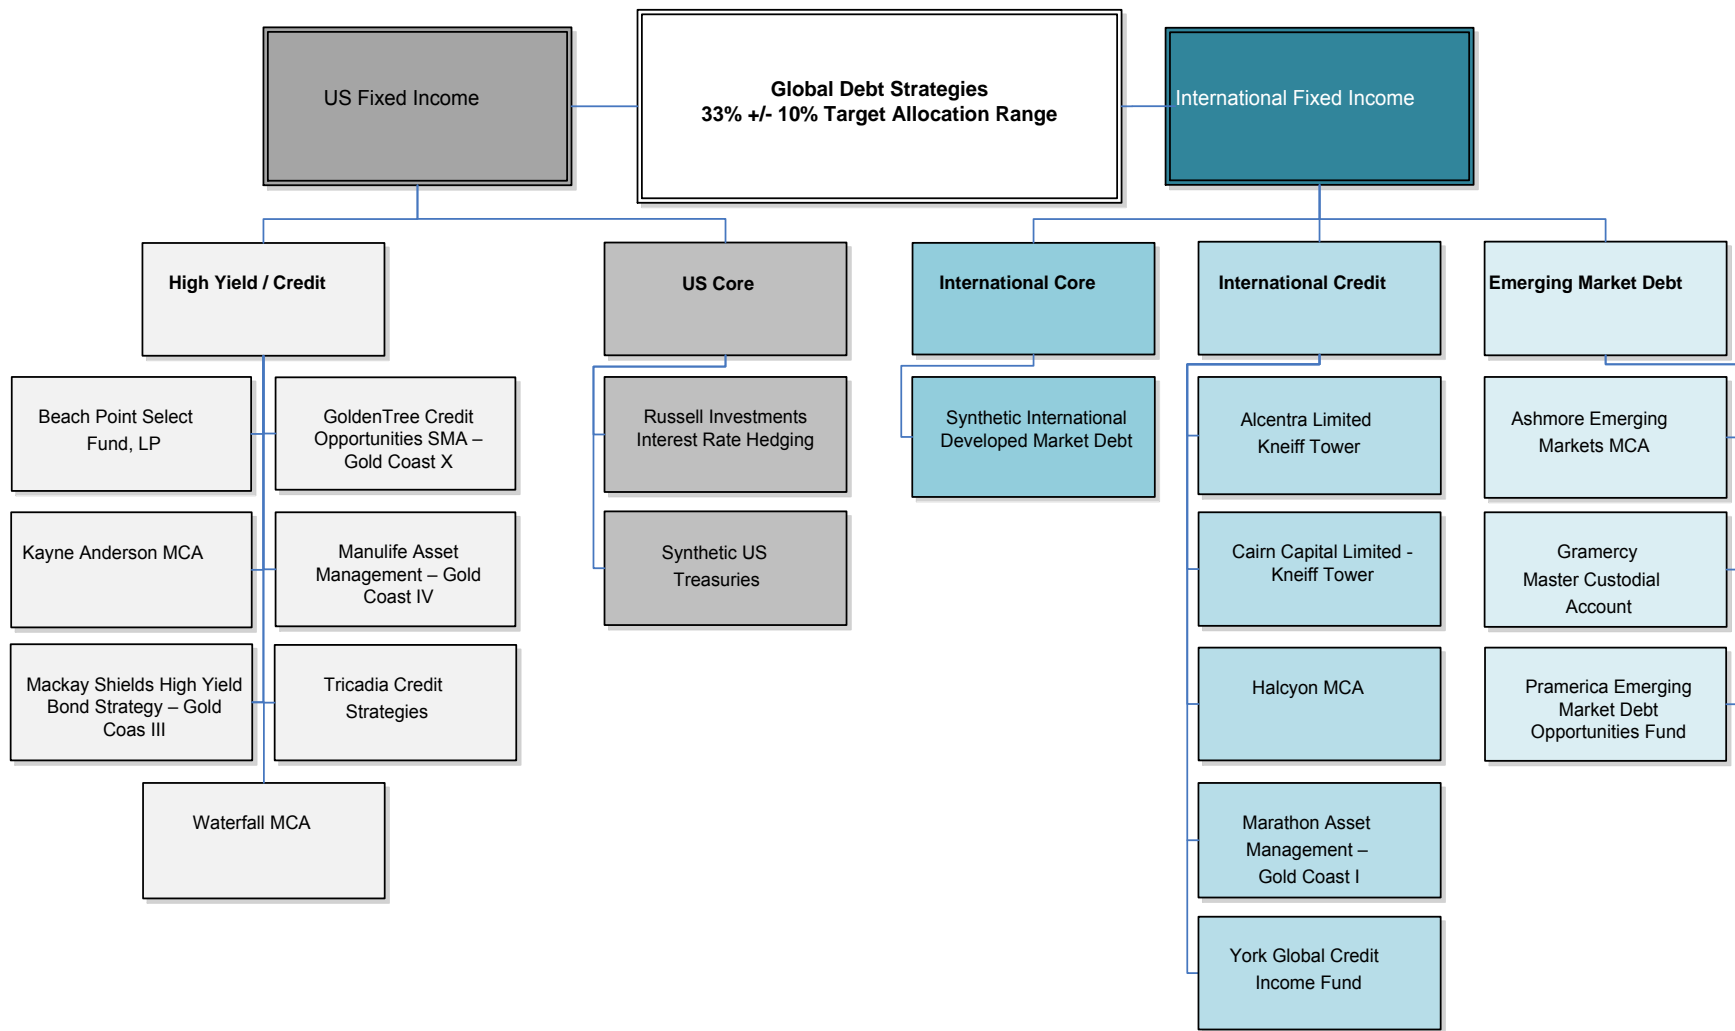 US Fixed Income
Global Debt Strategies
33% +/- 10% Target Allocation Range
International Fixed Income
High Yield / Credit
US Core
International Core
International Credit
Emerging Market Debt
Beach Point Select
Fund, LP
GoldenTree Credit
Opportunities SMA –
Gold Coast X
Kayne Anderson MCA
Manulife Asset
Management – Gold
Coast IV
Mackay Shields High Yield
Bond Strategy – Gold
Coas III
Tricadia Credit
Strategies
Waterfall MCA
Russell Investments
Interest Rate Hedging
Synthetic US
Treasuries
Synthetic International
Developed Market Debt
Alcentra Limited
Kneiff Tower
Cairn Capital Limited -
Kneiff Tower
Halcyon MCA
Marathon Asset
Management –
Gold Coast I
York Global Credit
Income Fund
Ashmore Emerging
Markets MCA
Gramercy
Master Custodial
Account
Pramerica Emerging
Market Debt
Opportunities Fund